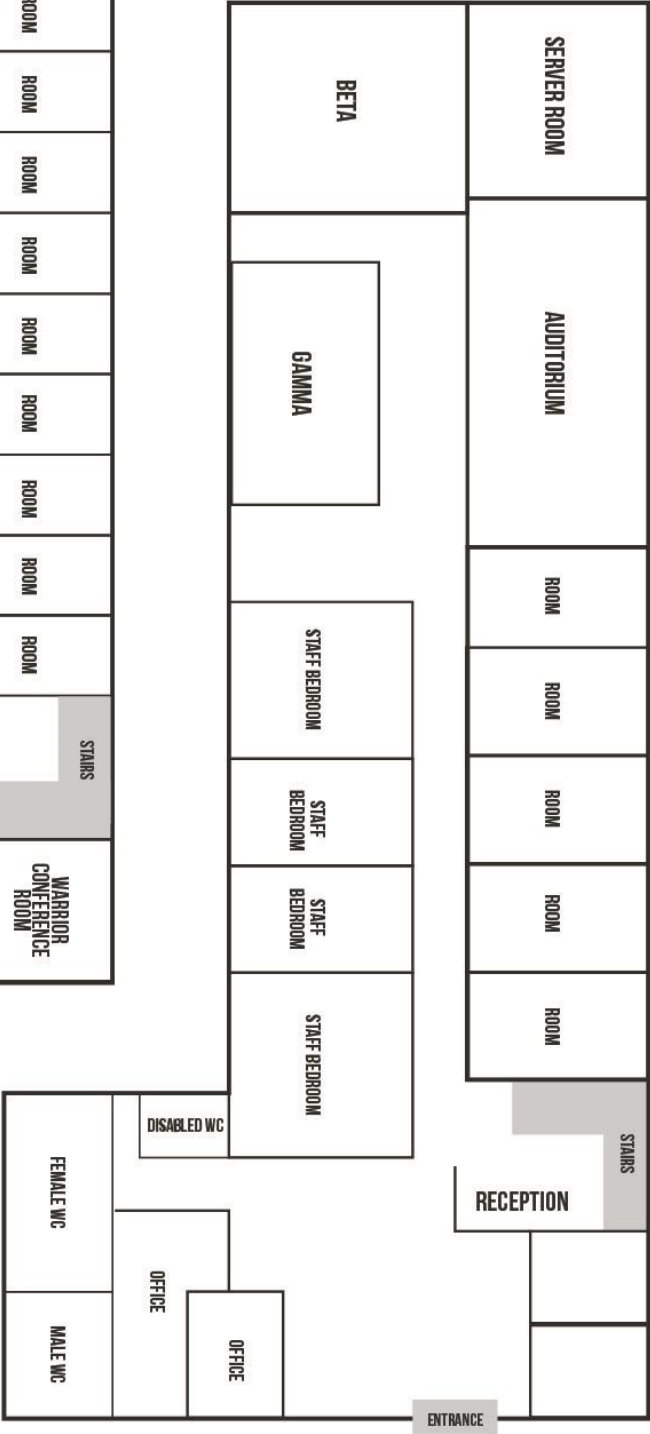 ROOM
ROOM
ROOM
ROOM
ROOM
ROOM
ROOM
ROOM
ROOM
STAIRS
WARRIOR
CONFERENCE
ROOM
BETA
SERVER ROOM
GAMMA
AUDITORIUM
STAFF BEDROOM
STAFF
BEDROOM
STAFF
BEDROOM
STAFF BEDROOM
ROOM
ROOM
ROOM
ROOM
ROOM
STAIRS
RECEPTION
DISABLED WC
FEMALE WC
MALE WC
OFFICE
OFFICE
ENTRANCE